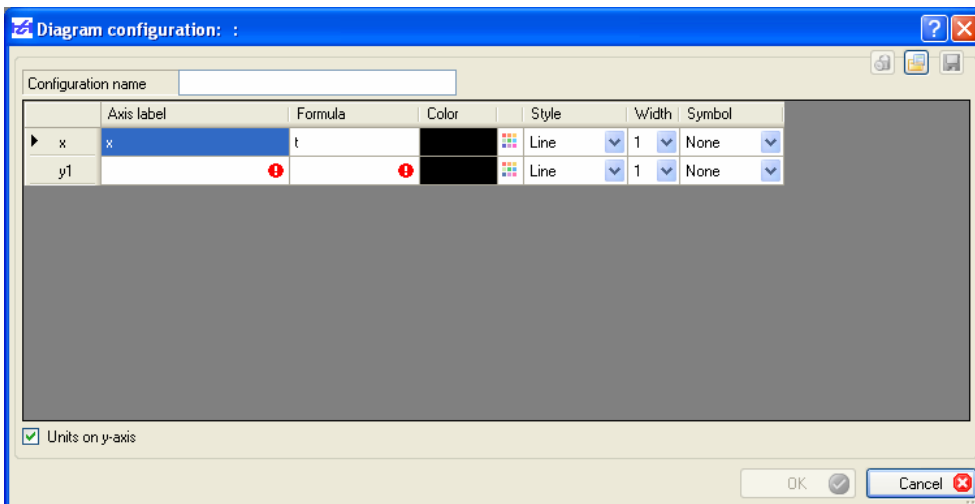 Diagram configuration: :
Configuration name
Axis label Formula Color Style Width Symbol
x x t Line 1 None
y1 Line 1 None
Units on y-axis
OK Cancel